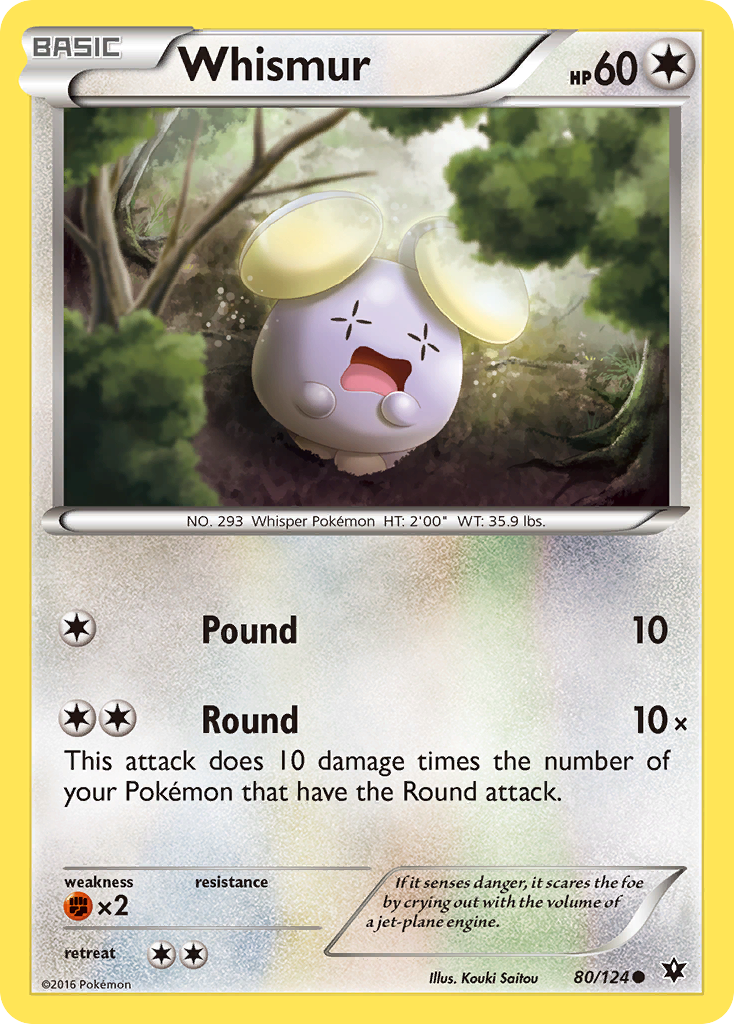 BASIC
Whismur
HP60
NO. 293 Whisper Pokémon HT: 2'00" WT: 35.9 lbs.
Pound 10
Round 10×
This attack does 10 damage times the number of
your Pokémon that have the Round attack.
weakness resistance
×2
If it senses danger, it scares the foe
by crying out with the volume of
a jet-plane engine.
retreat
©2016 Pokémon
Illus. Kouki Saitou
80/124